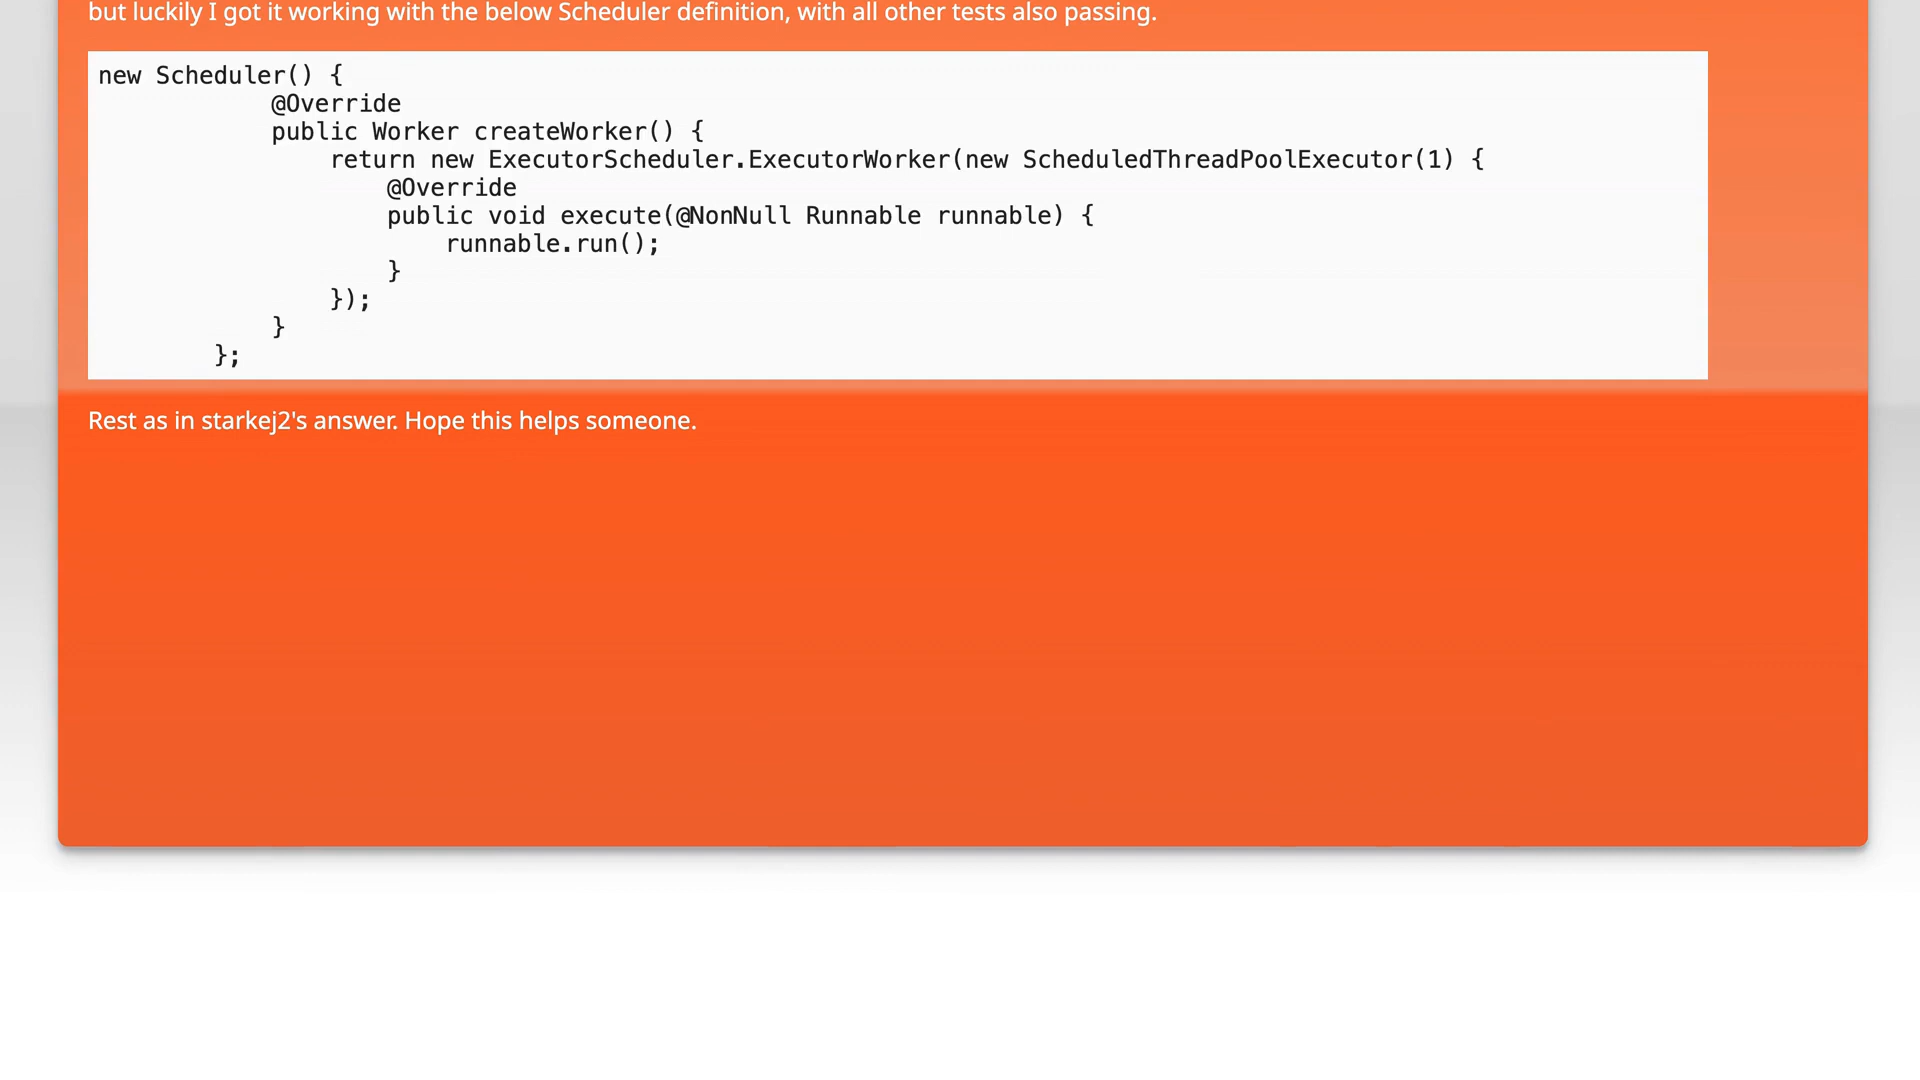 but luckily I got it working with the below Scheduler definition, with all other tests also passing.
new Scheduler() {
            @Override
            public Worker createWorker() {
                return new ExecutorScheduler.ExecutorWorker(new ScheduledThreadPoolExecutor(1) {
                    @Override
                    public void execute(@NonNull Runnable runnable) {
                        runnable.run();
                    }
                });
            }
        };
Rest as in starkej2's answer. Hope this helps someone.